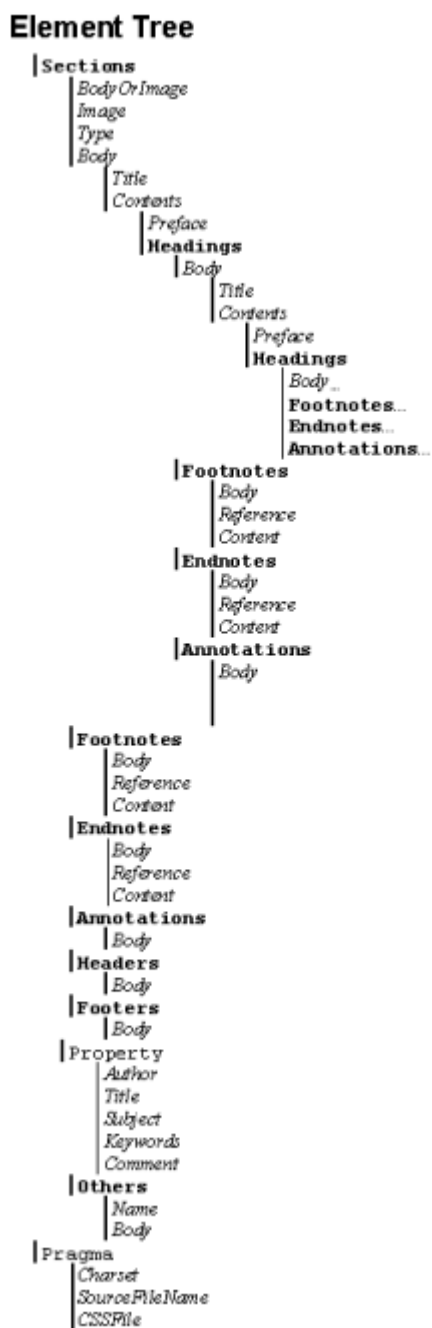 Element Tree
Sections
BodyOrImage
Image
Type
Body
Title
Contents
Preface
Headings
Body
Title
Contents
Preface
Headings
Body...
Footnotes...
Endnotes...
Annotations...
Footnotes
Body
Reference
Content
Endnotes
Body
Reference
Content
Annotations
Body
Footnotes
Body
Reference
Content
Endnotes
Body
Reference
Content
Annotations
Body
Headers
Body
Footers
Body
Property
Author
Title
Subject
Keywords
Comment
Others
Name
Body
Pragma
Charset
SourceFileName
CSSFile